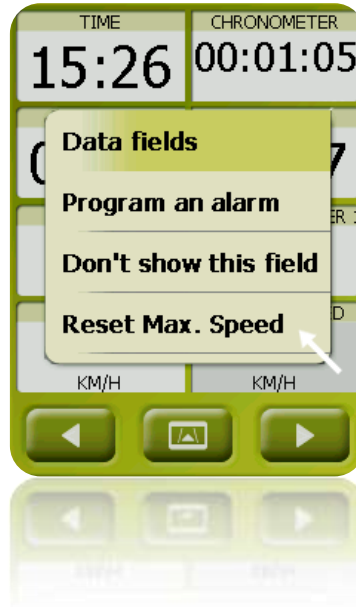 TIME CHRONOMETER
15:26 00:01:05
Data fields
Program an alarm
Don't show this field
Reset Max. Speed
KM/H KM/H